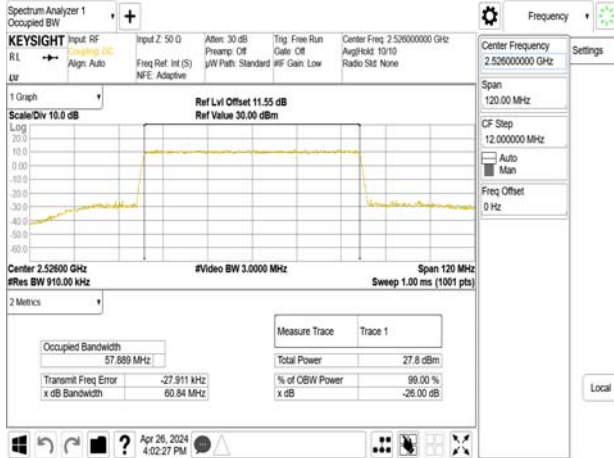 Spectrum Analyzer 1
Occupied BW
+
Frequency
KEYSIGHT
RL
Input: RF
Coupling: DC
Align: Auto
Input Z: 50 Ω
Freq Ref: Int (S)
NFE: Adaptive
Atten: 30 dB
Preamp: Off
µW Path: Standard
Trig: Free Run
Gate: Off
#IF Gain: Low
Center Freq: 2.526000000 GHz
Avg|Hold: 10/10
Radio Std: None
Center Frequency
2.526000000 GHz
Settings
Span
120.00 MHz
CF Step
12.000000 MHz
Auto
Man
Freq Offset
0 Hz
Local
1 Graph
Scale/Div 10.0 dB
Ref Lvl Offset 11.55 dB
Ref Value 30.00 dBm
Log
20.0
10.0
0.00
-10.0
-20.0
-30.0
-40.0
-50.0
-60.0
Center 2.52600 GHz
#Res BW 910.00 kHz
#Video BW 3.0000 MHz
Span 120 MHz
Sweep 1.00 ms (1001 pts)
2 Metrics
Measure Trace
Trace 1
Occupied Bandwidth
57.889 MHz
Total Power
27.8 dBm
Transmit Freq Error
-27.911 kHz
% of OBW Power
99.00 %
x dB Bandwidth
60.84 MHz
x dB
-26.00 dB
?
Apr 26, 2024
4:02:27 PM